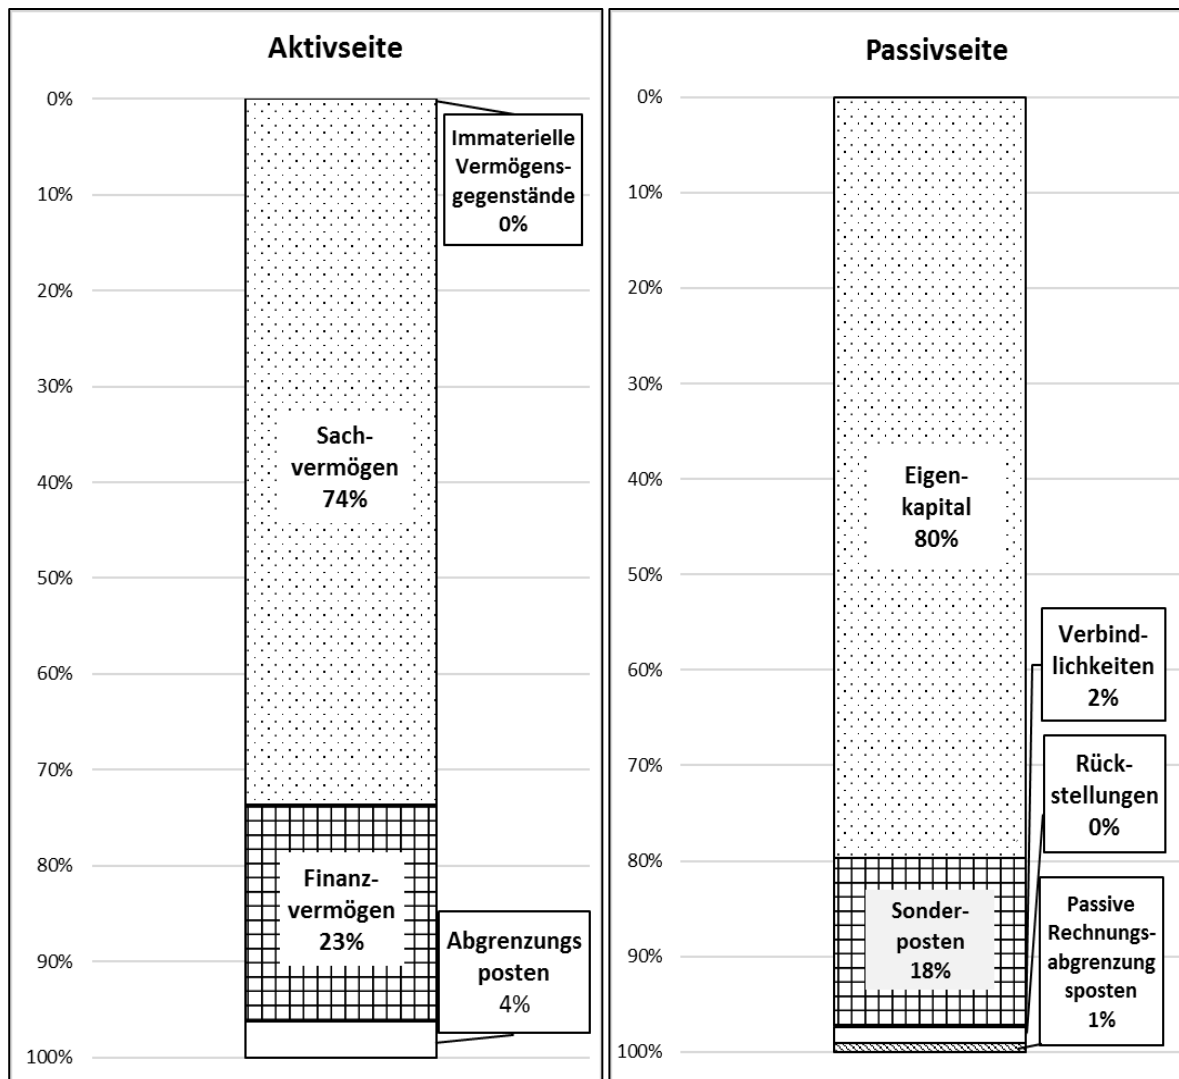 Aktivseite
0%
10%
20%
30%
40%
50%
60%
70%
80%
90%
100%
Immaterielle
Vermögens-
gegenstände
0%
Sach-
vermögen
74%
Finanz-
vermögen
23%
Abgrenzungs
posten
4%
Passivseite
0%
10%
20%
30%
40%
50%
60%
70%
80%
90%
100%
Eigen-
kapital
80%
Verbind-
lichkeiten
2%
Rück-
stellungen
0%
Sonder-
posten
18%
Passive
Rechnungs-
abgrenzung
sposten
1%